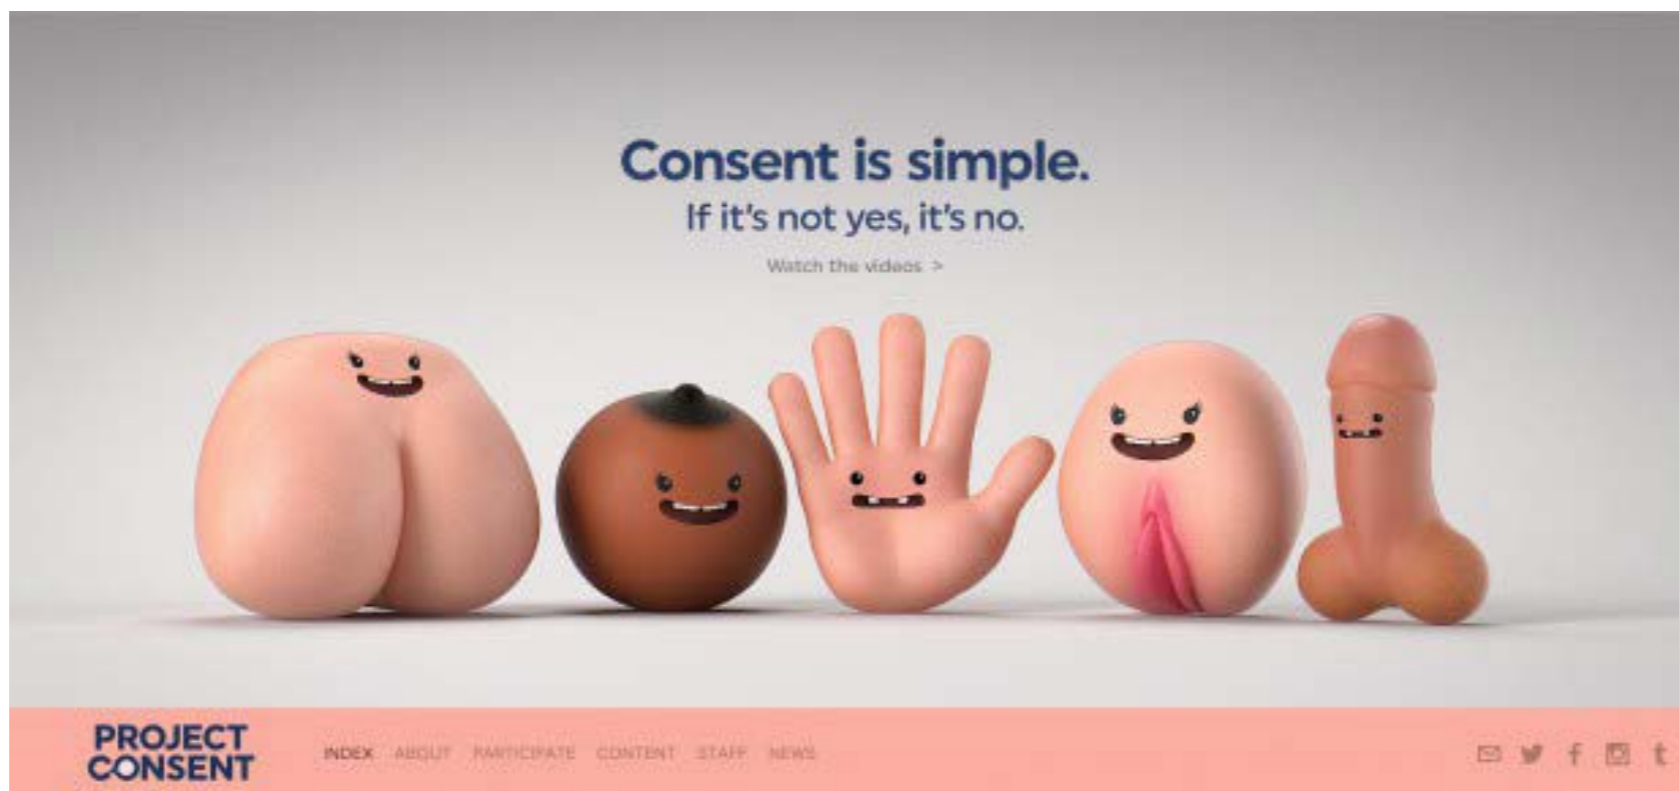 Consent is simple.
If it's not yes, it's no.
Watch the videos >
PROJECT
CONSENT
INDEX ABOUT PARTICIPATE CONTENT STAFF NEWS